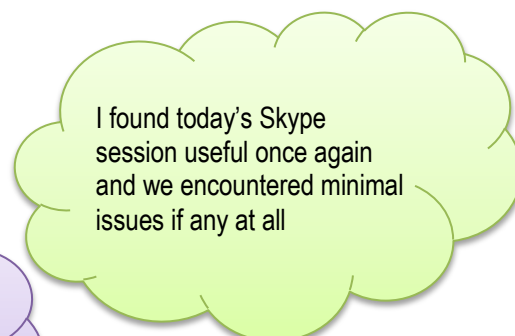 I found today’s Skype
session useful once again
and we encountered minimal
issues if any at all